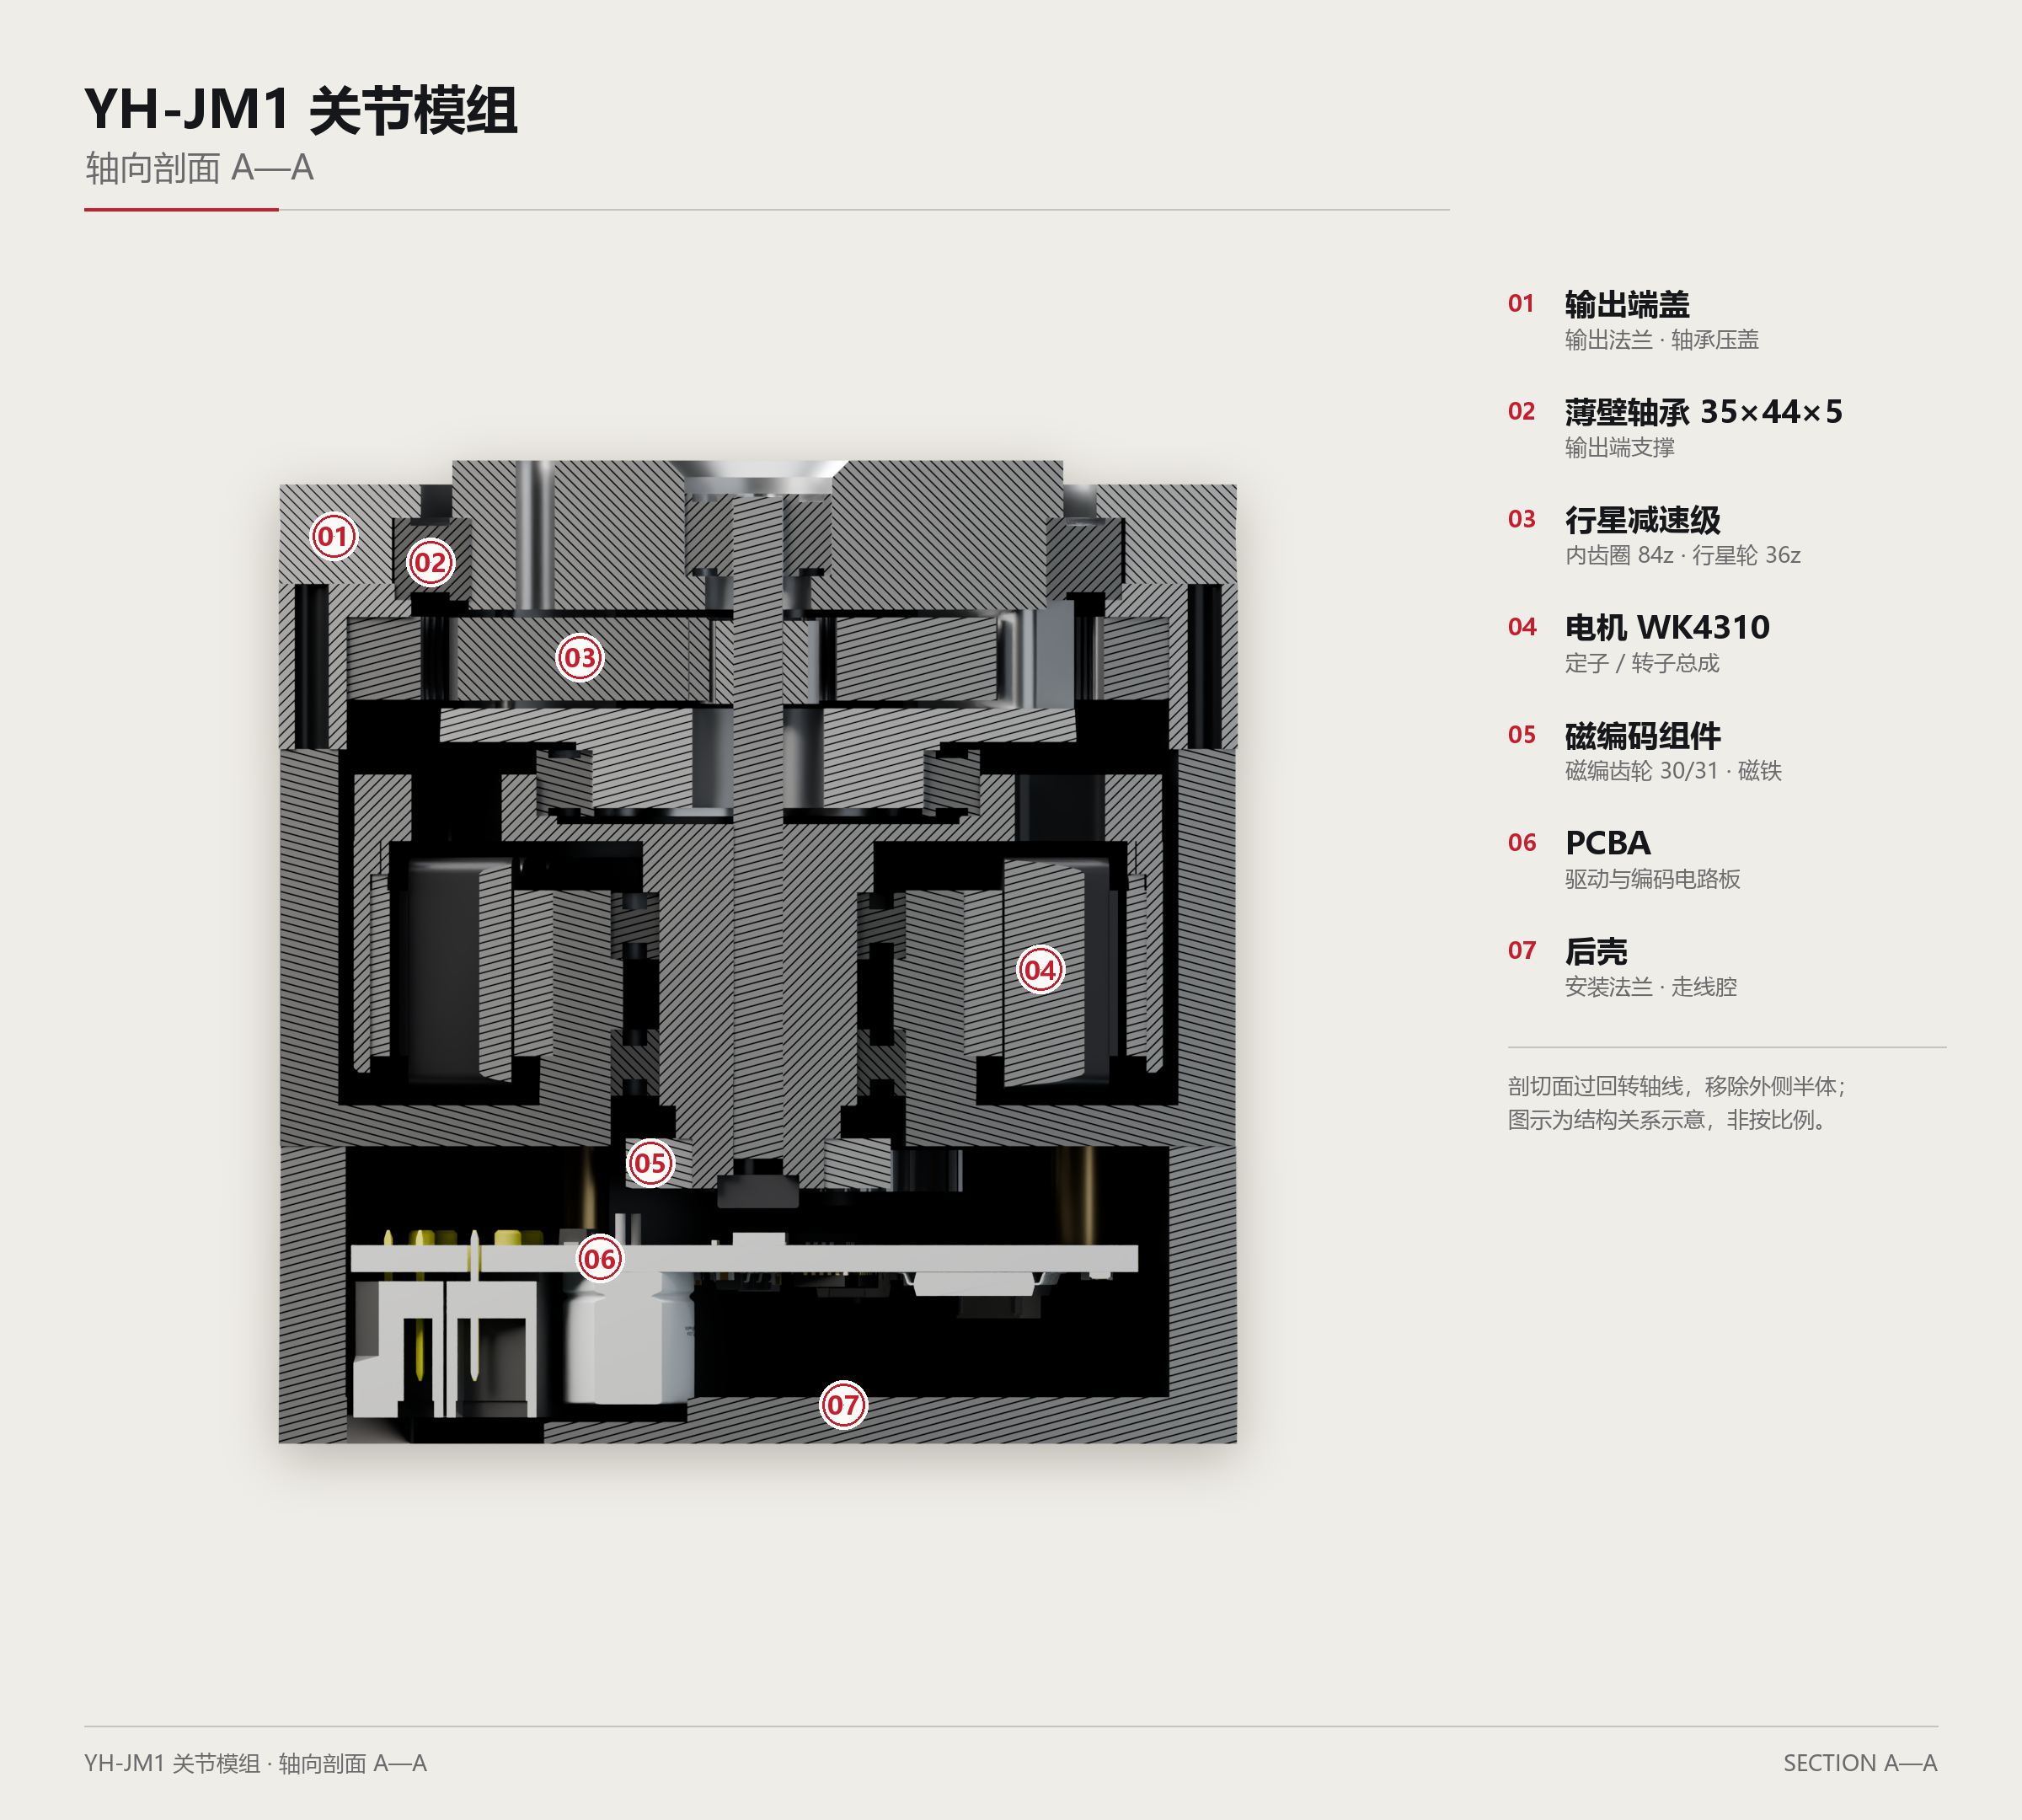 YH-JM1 关节模组
轴向剖面 A—A
01 输出端盖
输出法兰 · 轴承压盖
02 薄壁轴承 35×44×5
输出端支撑
03 行星减速级
内齿圈 84z · 行星轮 36z
04 电机 WK4310
定子 / 转子总成
05 磁编码组件
磁编齿轮 30/31 · 磁铁
06 PCBA
驱动与编码电路板
07 后壳
安装法兰 · 走线腔
剖切面过回转轴线，移除外侧半体；
图示为结构关系示意，非按比例。
01
02
03
04
05
06
07
YH-JM1 关节模组 · 轴向剖面 A—A
SECTION A—A